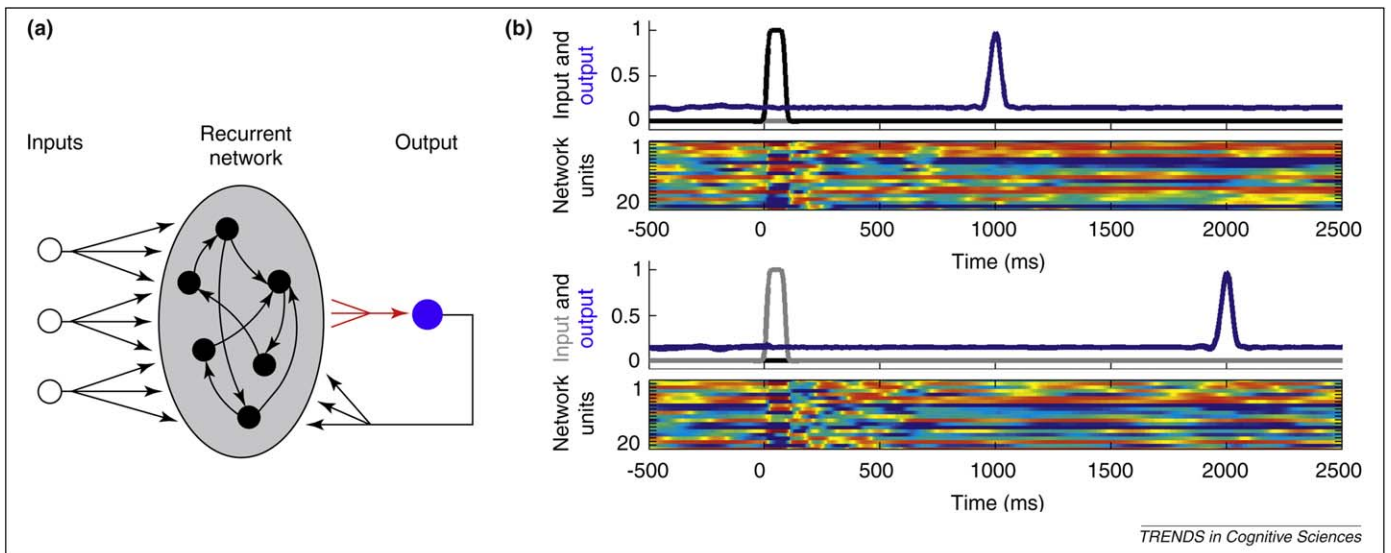 (a)
Inputs
Recurrent
network
Output
(b)
Input and
output
1
0.5
0
Network
units
1
20
-500 0 500 1000 1500 2000 2500
Time (ms)
Input and
output
1
0.5
0
Network
units
1
20
-500 0 500 1000 1500 2000 2500
Time (ms)
TRENDS in Cognitive Sciences